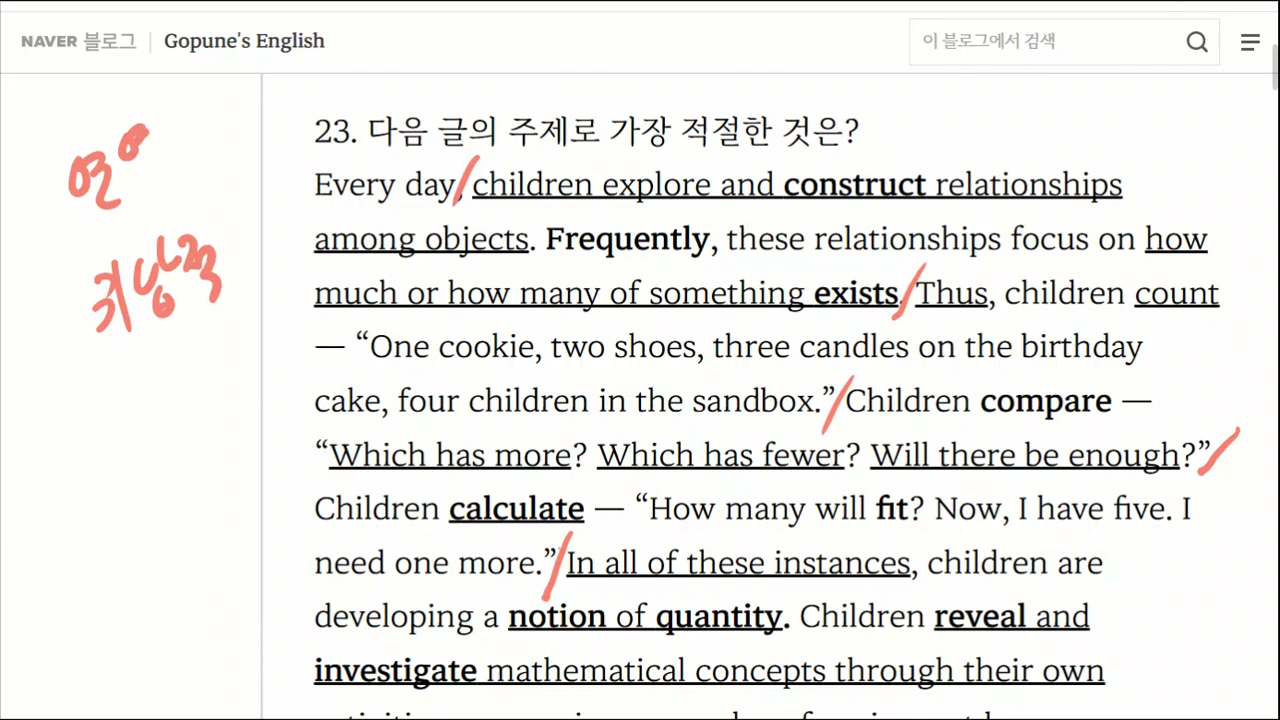 NAVER 블로그 | Gopune's English
이 블로그에서 검색
23. 다음 글의 주제로 가장 적절한 것은?
Every day, children explore and construct relationships
among objects. Frequently, these relationships focus on how
much or how many of something exists. Thus, children count
— “One cookie, two shoes, three candles on the birthday
cake, four children in the sandbox.” Children compare —
“Which has more? Which has fewer? Will there be enough?”
Children calculate — “How many will fit? Now, I have five. I
need one more.” In all of these instances, children are
developing a notion of quantity. Children reveal and
investigate mathematical concepts through their own